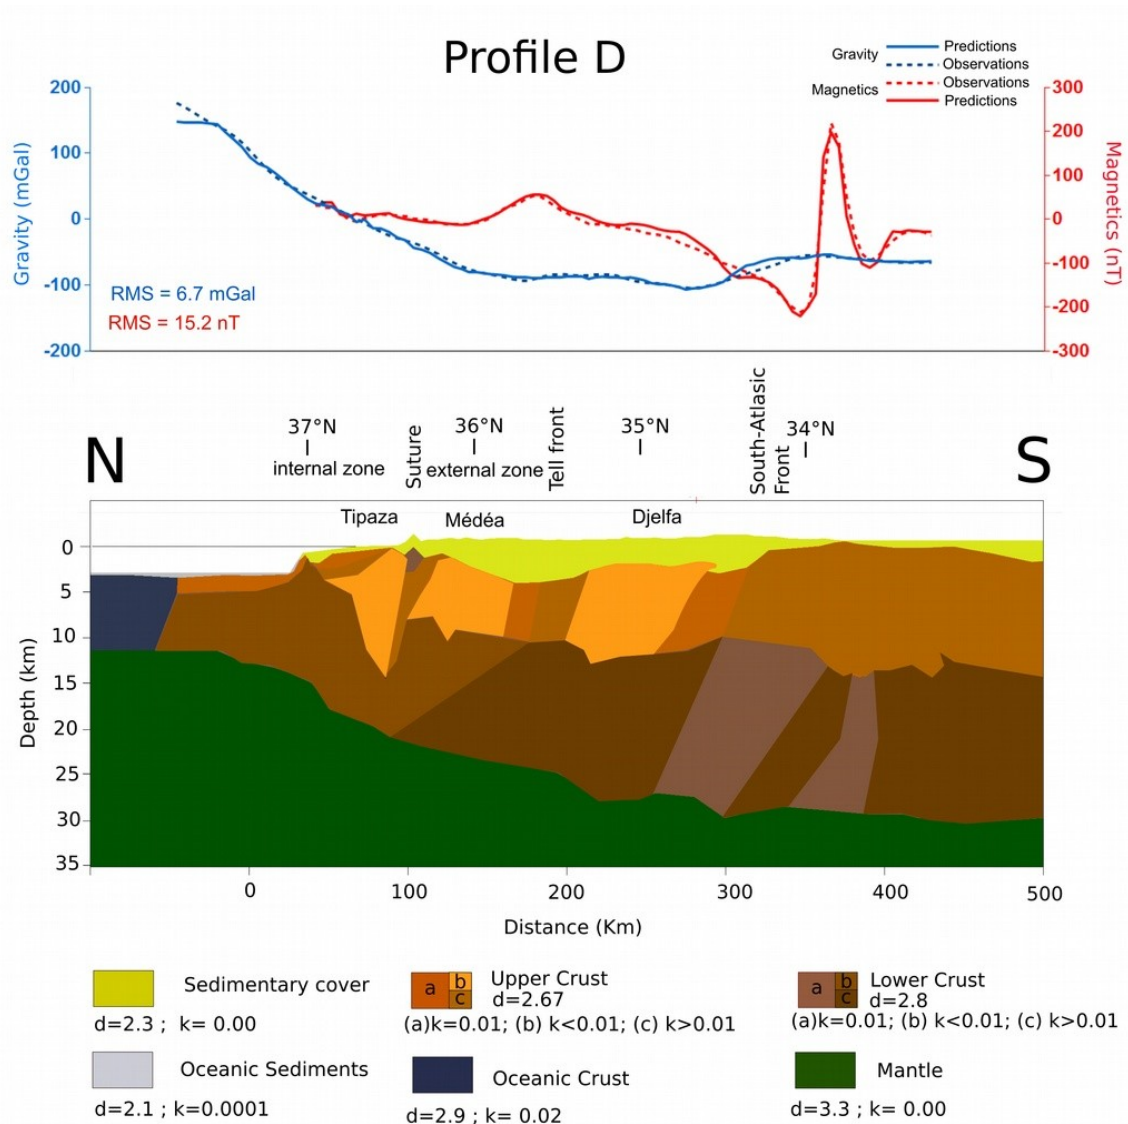 Profile D
Gravity
Predictions
Observations
Magnetics
Observations
Predictions
200
100
0
-100
-200
Gravity (mGal)
300
200
100
0
-100
-200
-300
Magnetics (nT)
RMS = 6.7 mGal
RMS = 15.2 nT
N
37°N
internal zone
Suture
36°N
external zone
Tell front
35°N
South-Atlasic
Front
34°N
S
Tipaza
Médéa
Djelfa
0
5
10
15
20
25
30
35
Depth (km)
0
100
200
300
400
500
Distance (Km)
Sedimentary cover
d=2.3 ; k= 0.00
a
b
c
Upper Crust
d=2.67
(a)k=0.01; (b) k<0.01; (c) k>0.01
a
b
c
Lower Crust
d=2.8
(a)k=0.01; (b) k<0.01; (c) k>0.01
Oceanic Sediments
d=2.1 ; k=0.0001
Oceanic Crust
d=2.9 ; k= 0.02
Mantle
d=3.3 ; k= 0.00